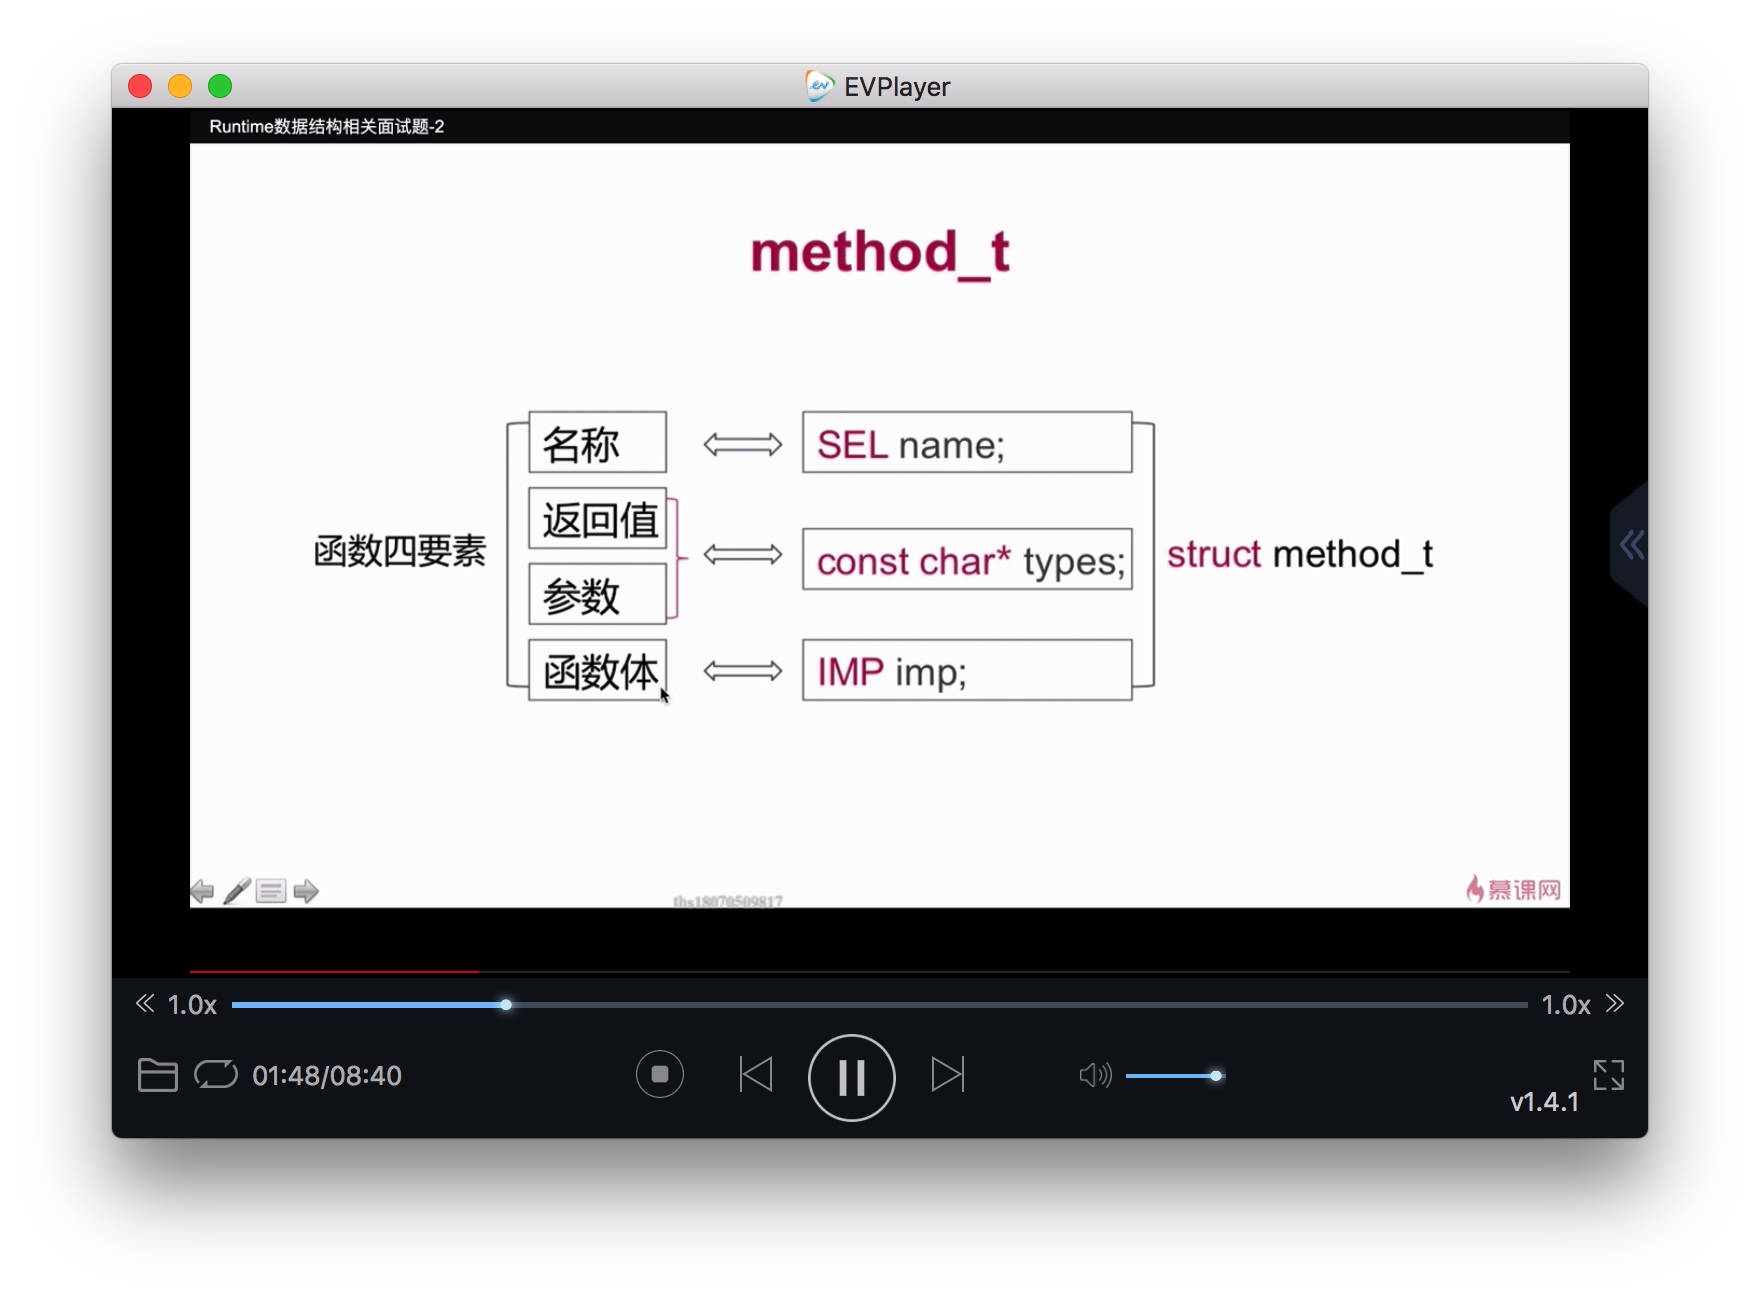 EVPlayer
Runtime数据结构相关面试题-2
method_t
名称
SEL name;
返回值
函数四要素
const char* types;
struct method_t
参数
函数体
IMP imp;
ths18070509817
慕课网
1.0x
1.0x
01:48/08:40
v1.4.1